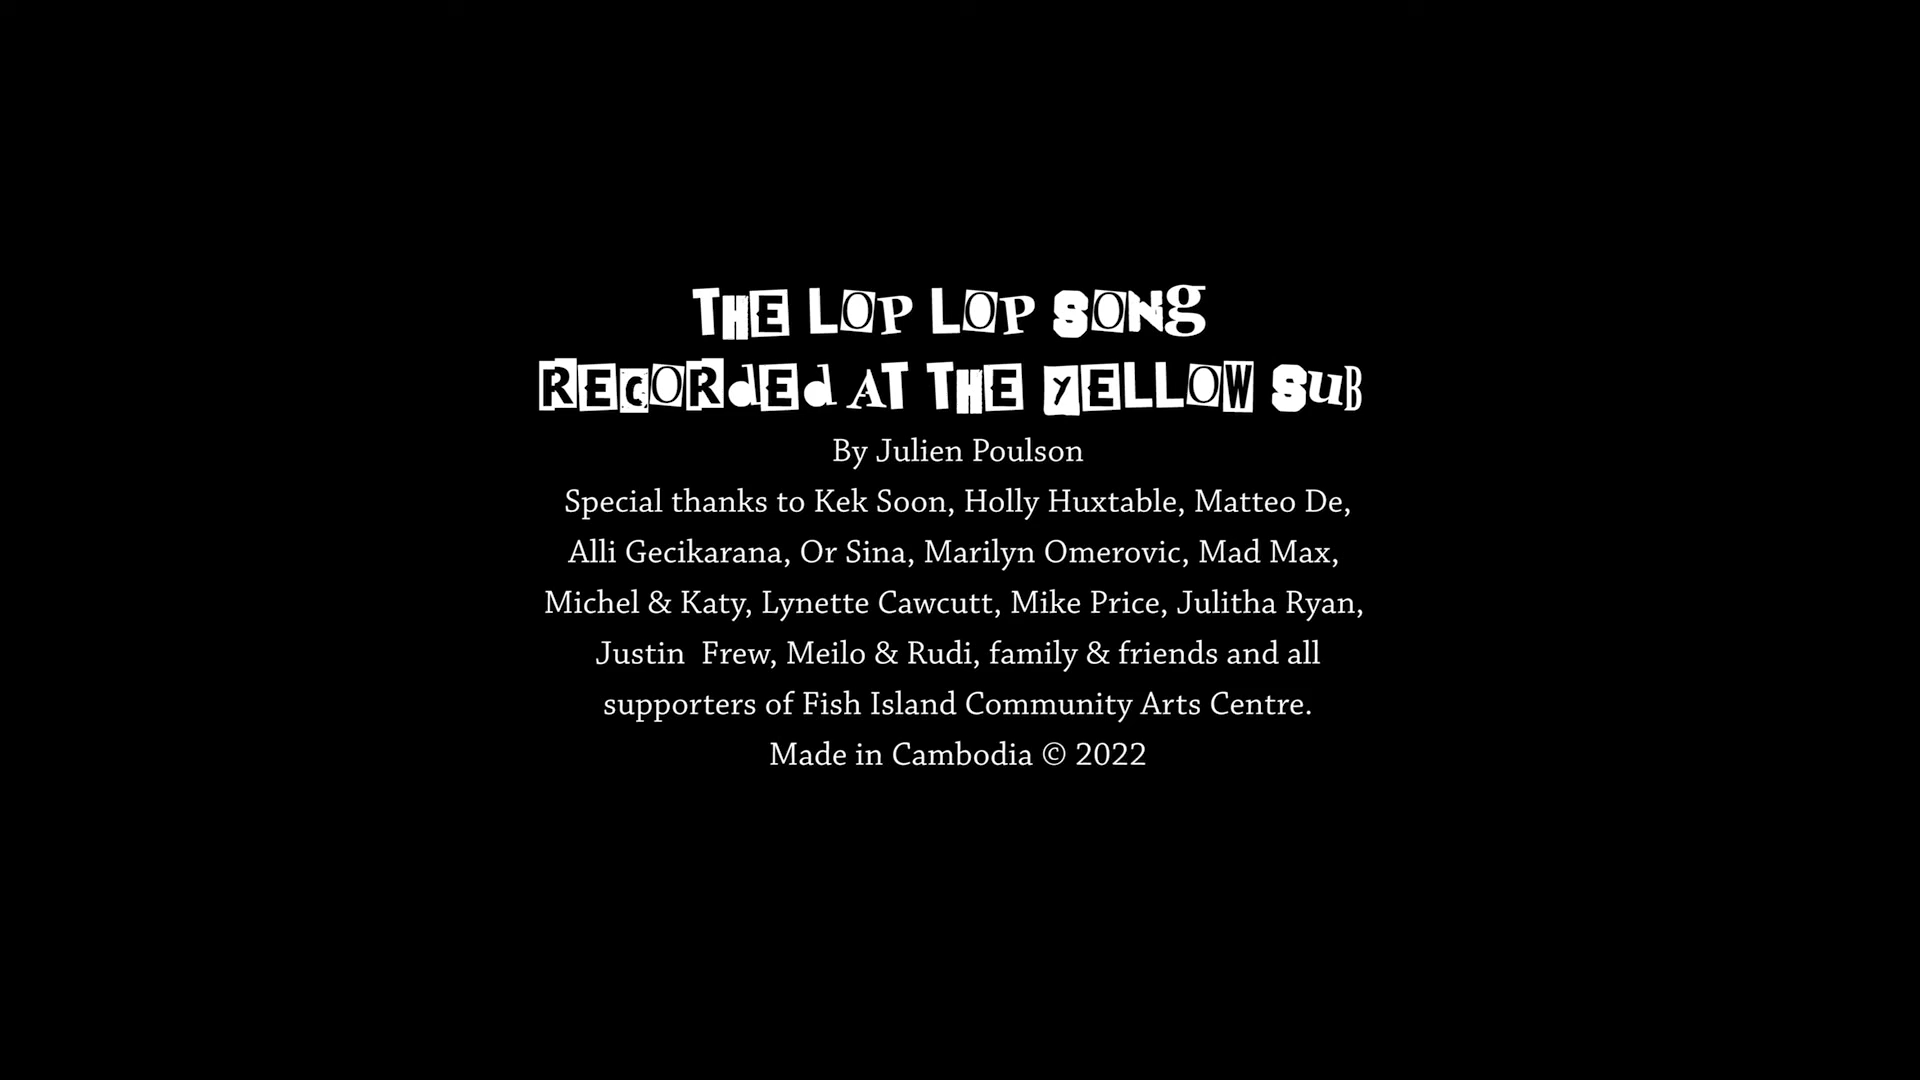 THE LOP LOP SONg
RECORdEd AT THE YELLOW SuB
By Julien Poulson
Special thanks to Kek Soon, Holly Huxtable, Matteo De,
Alli Gecikarana, Or Sina, Marilyn Omerovic, Mad Max,
Michel & Katy, Lynette Cawcutt, Mike Price, Julitha Ryan,
Justin  Frew, Meilo & Rudi, family & friends and all
supporters of Fish Island Community Arts Centre.
Made in Cambodia © 2022